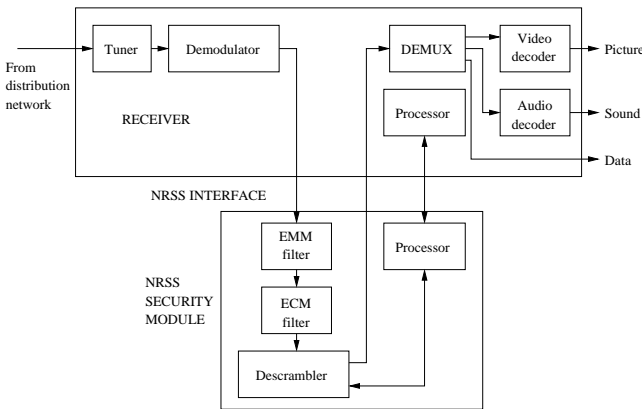 From
distribution
network
Tuner
Demodulator
RECEIVER
DEMUX
Video
decoder
Picture
Processor
Audio
decoder
Sound
Data
NRSS INTERFACE
NRSS
SECURITY
MODULE
EMM
filter
ECM
filter
Descrambler
Processor